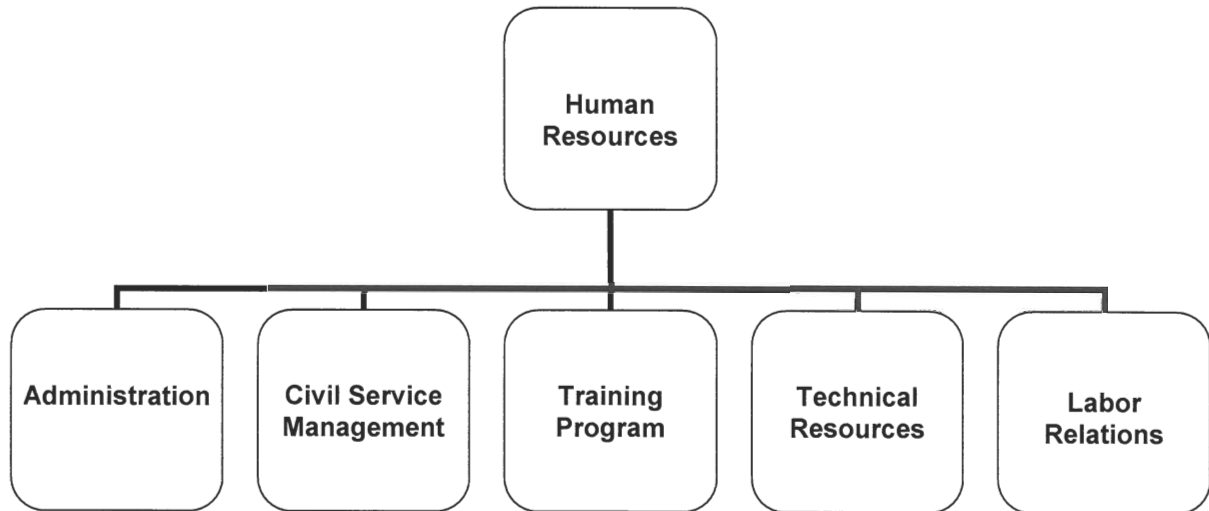 Human
Resources
Administration
Civil Service
Management
Training
Program
Technical
Resources
Labor
Relations